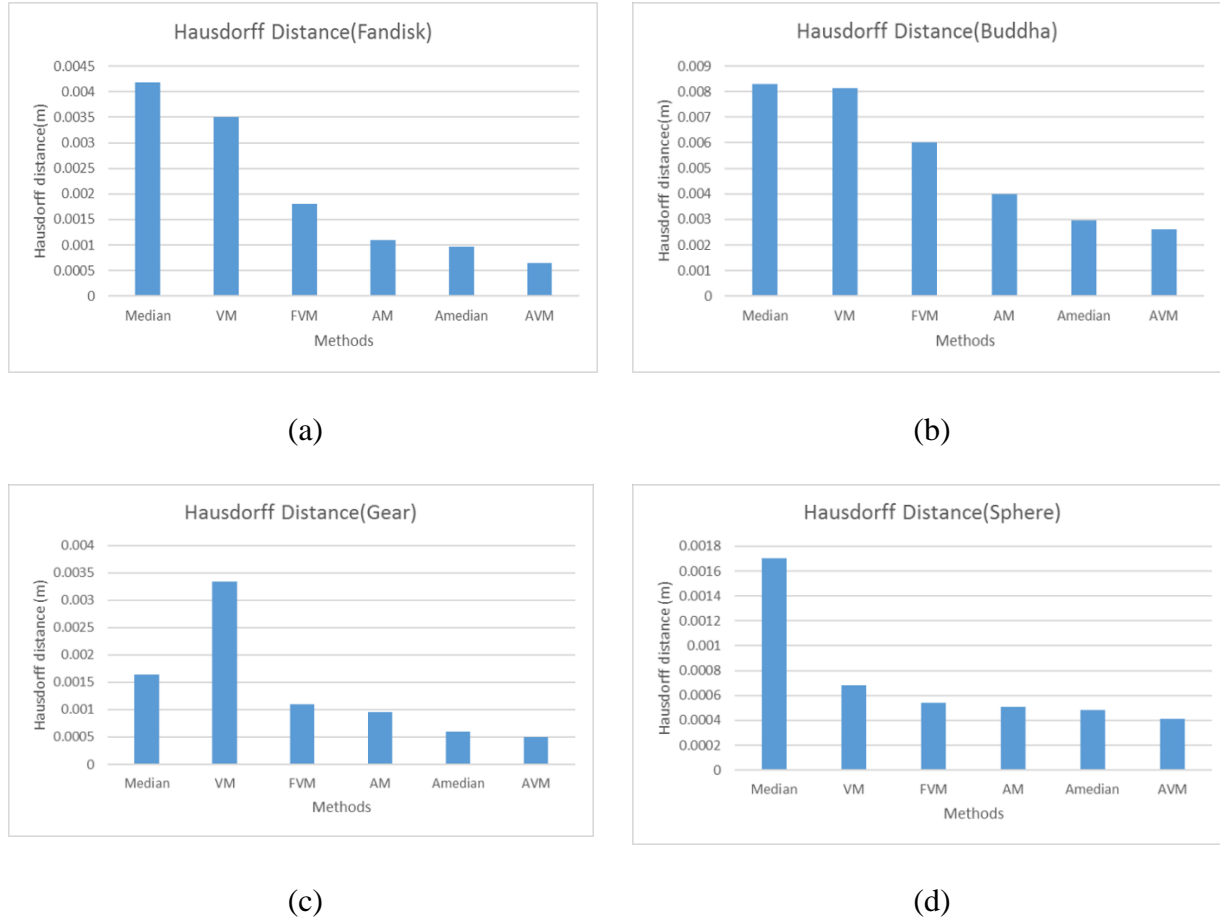 Hausdorff Distance(Fandisk)
Hausdorff distance(m)
0.0045
0.004
0.0035
0.003
0.0025
0.002
0.0015
0.001
0.0005
0
Median VM FVM AM Amedian AVM
Methods
(a)
Hausdorff Distance(Buddha)
Hausdorff distancec(m)
0.009
0.008
0.007
0.006
0.005
0.004
0.003
0.002
0.001
0
Median VM FVM AM Amedian AVM
Methods
(b)
Hausdorff Distance(Gear)
Hausdorff distance (m)
0.004
0.0035
0.003
0.0025
0.002
0.0015
0.001
0.0005
0
Median VM FVM AM Amedian AVM
Methods
(c)
Hausdorff Distance(Sphere)
Hausdorff distance (m)
0.0018
0.0016
0.0014
0.0012
0.001
0.0008
0.0006
0.0004
0.0002
0
Median VM FVM AM Amedian AVM
Methods
(d)